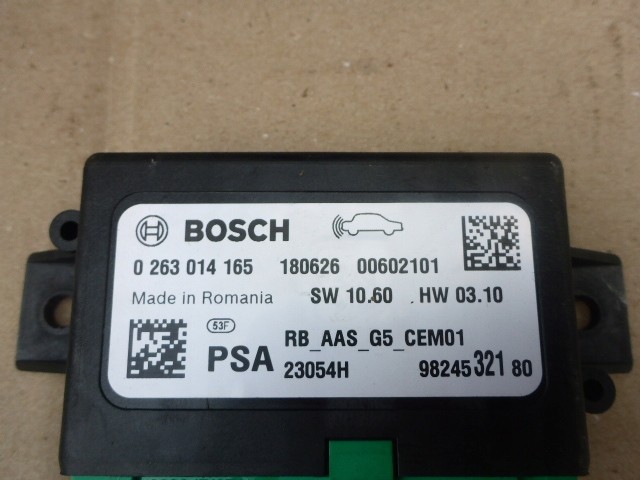 BOSCH
0 263 014 165 180626 00602101
Made in Romania SW 10.60 HW 03.10
53F
RB_AAS_G5_CEM01
PSA 23054H 98245 321 80